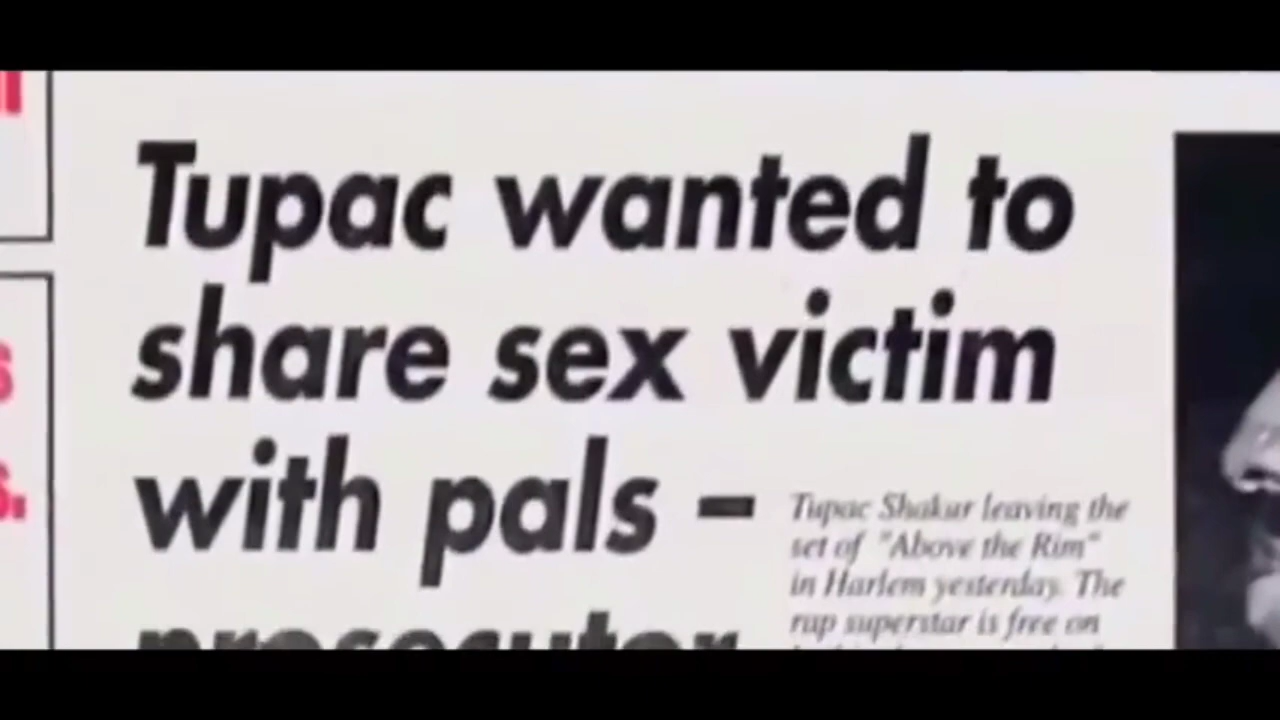 Tupac wanted to
share sex victim
with pals –
prosecutor
Tupac Shakur leaving the
set of "Above the Rim"
in Harlem yesterday. The
rap superstar is free on